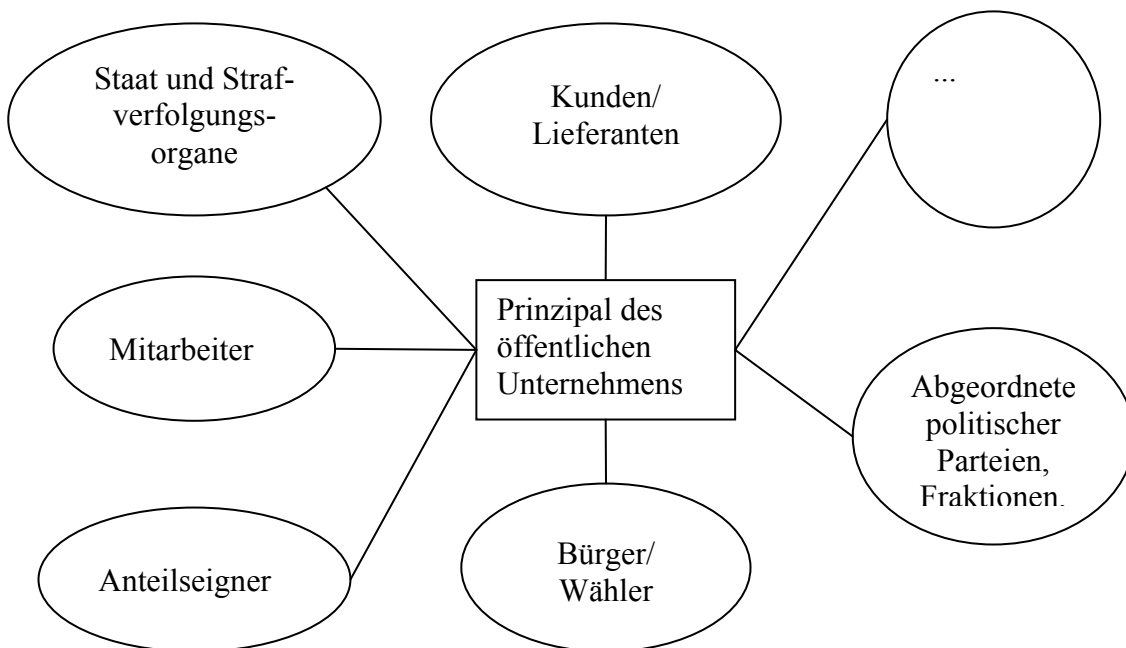 Staat und Straf-
verfolgungs-
organe
Kunden/
Lieferanten
...
Mitarbeiter
Prinzipal des
öffentlichen
Unternehmens
Abgeordnete
politischer
Parteien,
Fraktionen.
Anteilseigner
Bürger/
Wähler